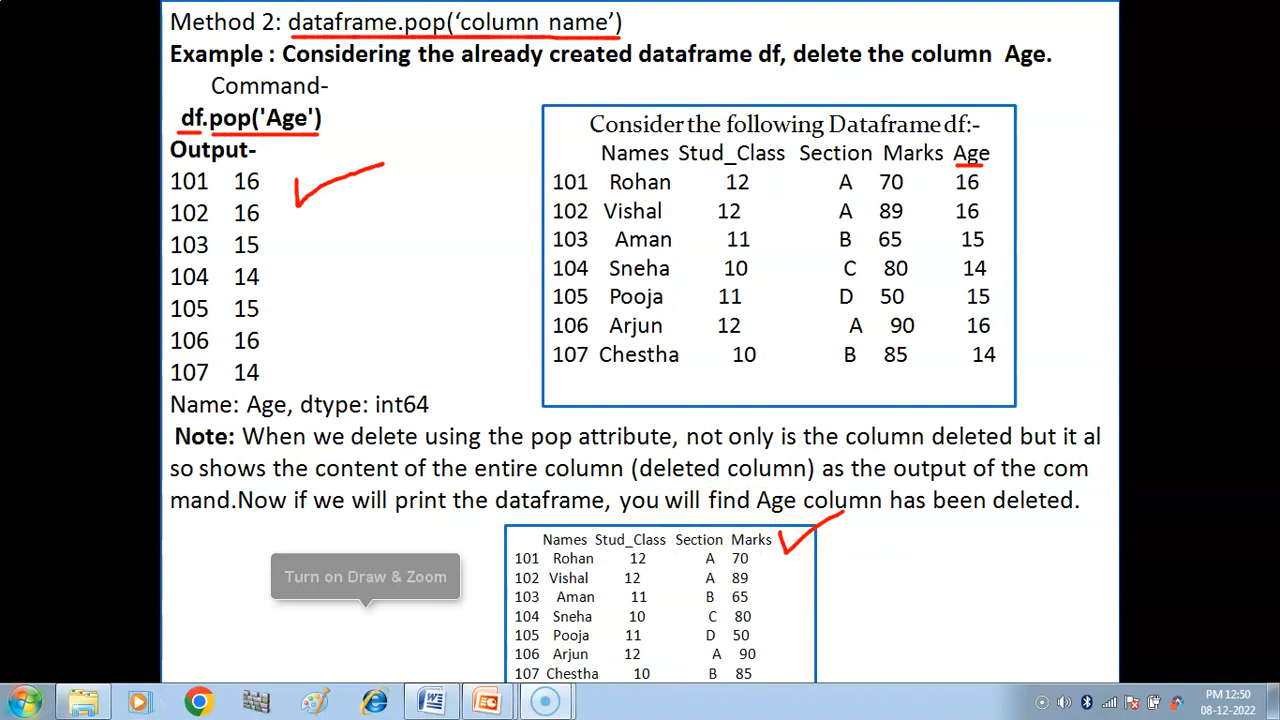 Method 2: dataframe.pop(‘column name’)
Example : Considering the already created dataframe df, delete the column Age.
Command-
df.pop('Age')
Output-
101 16
102 16
103 15
104 14
105 15
106 16
107 14
Name: Age, dtype: int64
Consider the following Dataframe df:-
Names Stud_Class Section Marks Age
101 Rohan 12 A 70 16
102 Vishal 12 A 89 16
103 Aman 11 B 65 15
104 Sneha 10 C 80 14
105 Pooja 11 D 50 15
106 Arjun 12 A 90 16
107 Chestha 10 B 85 14
Note: When we delete using the pop attribute, not only is the column deleted but it al
so shows the content of the entire column (deleted column) as the output of the com
mand.Now if we will print the dataframe, you will find Age column has been deleted.
Names Stud_Class Section Marks
101 Rohan 12 A 70
102 Vishal 12 A 89
103 Aman 11 B 65
104 Sneha 10 C 80
105 Pooja 11 D 50
106 Arjun 12 A 90
107 Chestha 10 B 85
Turn on Draw & Zoom
PM 12:50
08-12-2022